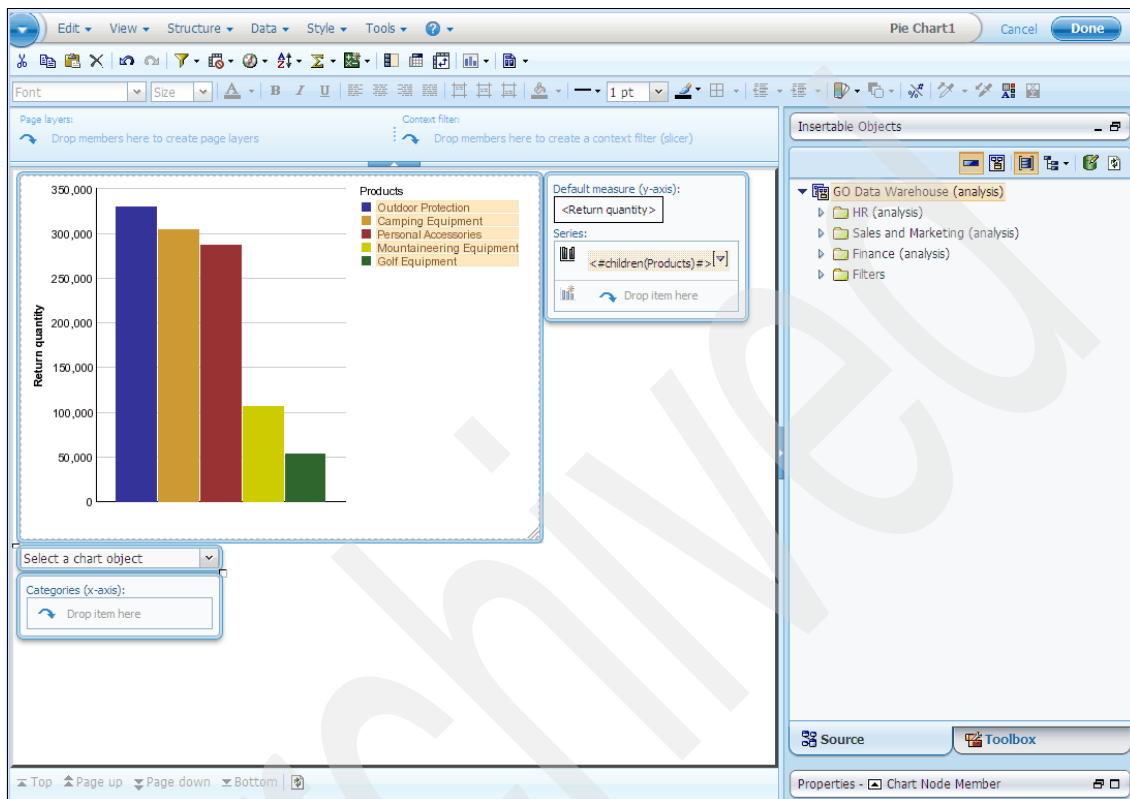 Edit View Structure Data Style Tools ? Pie Chart1 Cancel Done
Font Size A B I U 1 pt
Page layers:
Drop members here to create page layers
Context filter:
Drop members here to create a context filter (slicer)
350,000
300,000
250,000
200,000
150,000
100,000
50,000
0
Return quantity
Products
Outdoor Protection
Camping Equipment
Personal Accessories
Mountaineering Equipment
Golf Equipment
Default measure (y-axis):
<Return quantity>
Series:
<#children(Products)#>
Drop item here
Select a chart object
Categories (x-axis):
Drop item here
Insertable Objects
GO Data Warehouse (analysis)
HR (analysis)
Sales and Marketing (analysis)
Finance (analysis)
Filters
Source Toolbox
Top Page up Page down Bottom
Properties - Chart Node Member